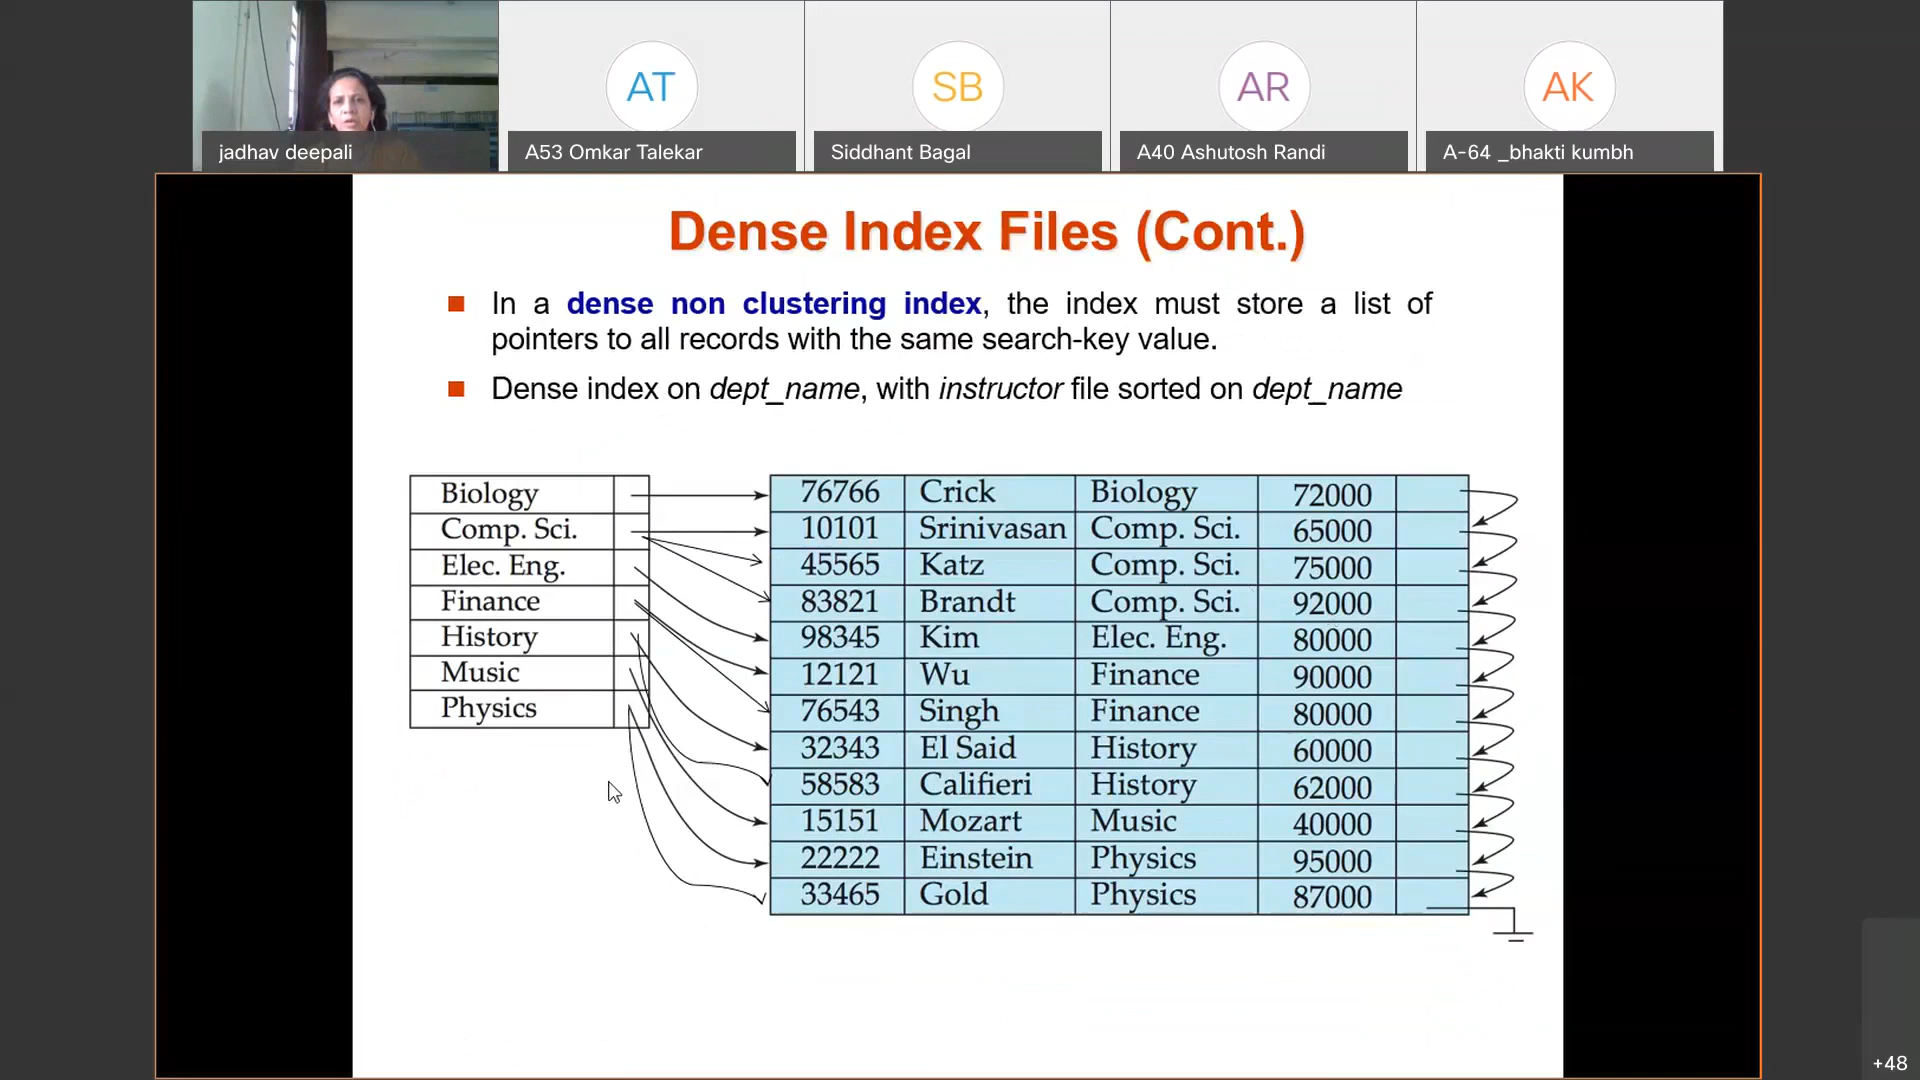 AT
SB
AR
AK
jadhav deepali
A53 Omkar Talekar
Siddhant Bagal
A40 Ashutosh Randi
A-64 _bhakti kumbh
Dense Index Files (Cont.)
In a dense non clustering index, the index must store a list of
pointers to all records with the same search-key value.
Dense index on dept_name, with instructor file sorted on dept_name
Biology
Comp. Sci.
Elec. Eng.
Finance
History
Music
Physics
76766 Crick Biology 72000
10101 Srinivasan Comp. Sci. 65000
45565 Katz Comp. Sci. 75000
83821 Brandt Comp. Sci. 92000
98345 Kim Elec. Eng. 80000
12121 Wu Finance 90000
76543 Singh Finance 80000
32343 El Said History 60000
58583 Califieri History 62000
15151 Mozart Music 40000
22222 Einstein Physics 95000
33465 Gold Physics 87000
+48